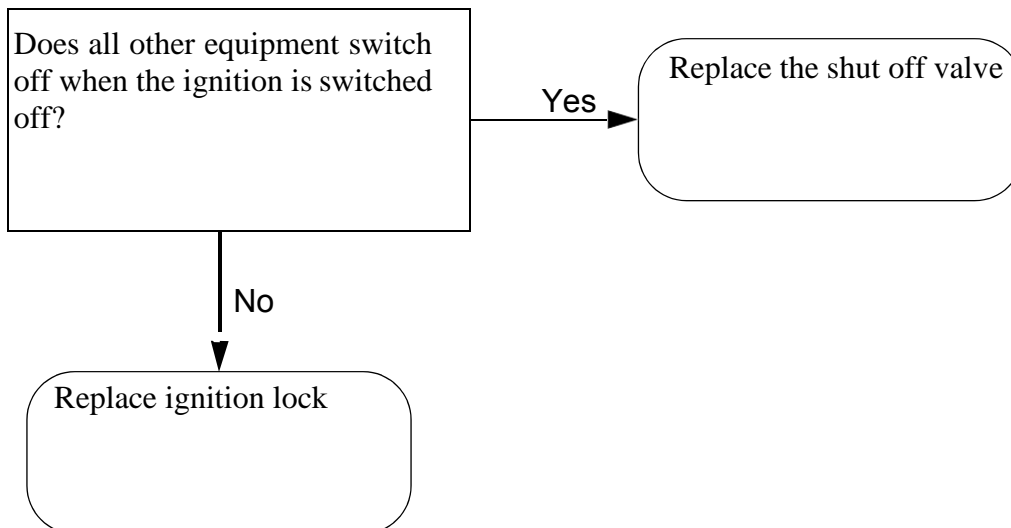 Does all other equipment switch
off when the ignition is switched
off?
Yes
Replace the shut off valve
No
Replace ignition lock